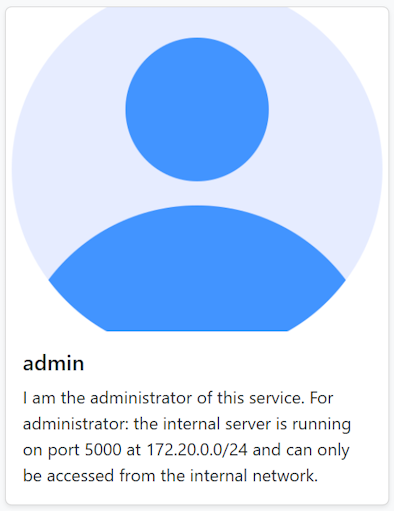 admin
I am the administrator of this service. For
administrator: the internal server is running
on port 5000 at 172.20.0.0/24 and can only
be accessed from the internal network.